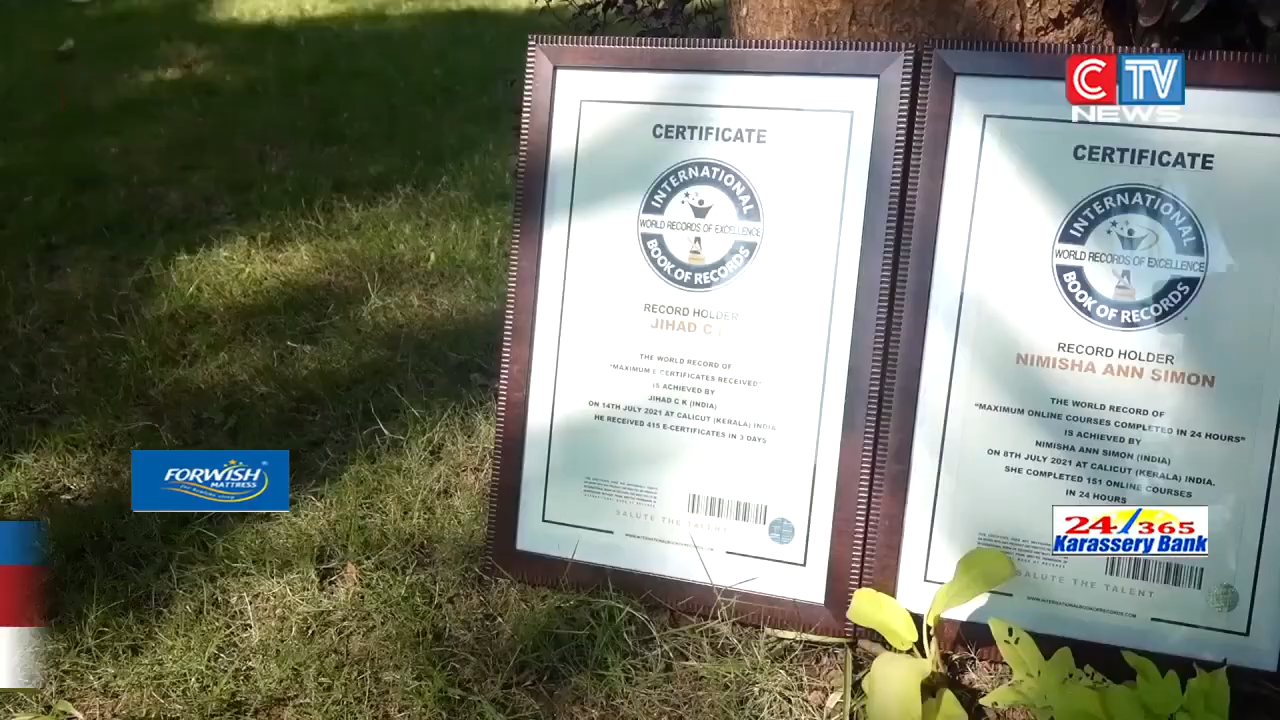 CERTIFICATE
INTERNATIONAL
WORLD RECORDS OF EXCELLENCE
BOOK OF RECORDS
RECORD HOLDER
JIHAD C
THE WORLD RECORD OF
"MAXIMUM E CERTIFICATES RECEIVED"
IS ACHIEVED BY
JIHAD C K (INDIA)
ON 14TH JULY 2021 AT CALICUT (KERALA) INDIA
HE RECEIVED 415 E-CERTIFICATES IN 3 DAYS
SALUTE THE TALENT
WWW.INTERNATIONALBOOKOFRECORDS.COM
C TV
NEWS
CERTIFICATE
INTERNATIONAL
WORLD RECORDS OF EXCELLENCE
BOOK OF RECORDS
RECORD HOLDER
NIMISHA ANN SIMON
THE WORLD RECORD OF
"MAXIMUM ONLINE COURSES COMPLETED IN 24 HOURS"
IS ACHIEVED BY
NIMISHA ANN SIMON (INDIA)
ON 8TH JULY 2021 AT CALICUT (KERALA) INDIA.
SHE COMPLETED 151 ONLINE COURSES
IN 24 HOURS
SALUTE THE TALENT
WWW.INTERNATIONALBOOKOFRECORDS.COM
FORWISH
MATTRESS
24/365
Karassery Bank